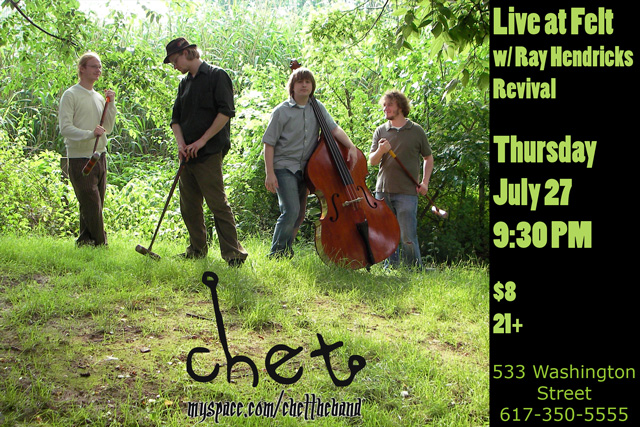 Live at Felt
w/ Ray Hendricks
Revival
Thursday
July 27
9:30 PM
$8
21+
533 Washington
Street
617-350-5555
chet
myspace.com/chettheband